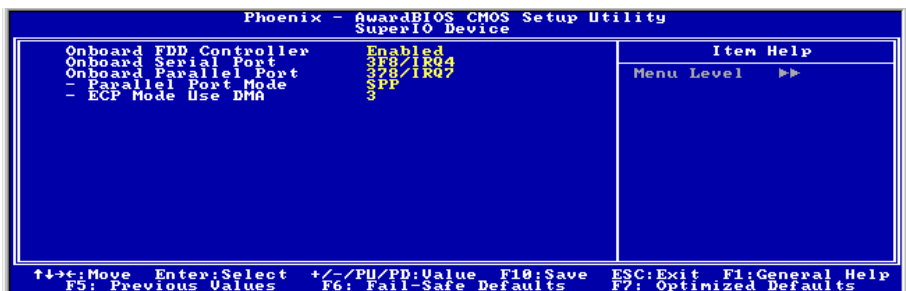 Phoenix - AwardBIOS CMOS Setup Utility
SuperIO Device
Onboard FDD Controller Enabled
Onboard Serial Port 3F8/IRQ4
Onboard Parallel Port 378/IRQ7
- Parallel Port Mode SPP
- ECP Mode Use DMA 3
Item Help
Menu Level ▶▶
↑↓→←:Move Enter:Select +/-/PU/PD:Value F10:Save ESC:Exit F1:General Help
F5: Previous Values F6: Fail-Safe Defaults F7: Optimized Defaults